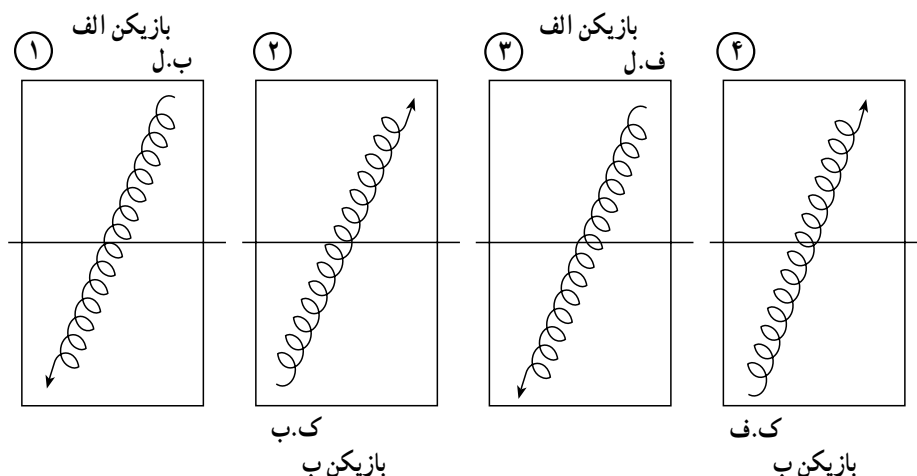 ۱
بازیکن الف
ب.ل
۲
ک.ب
بازیکن ب
۳
بازیکن الف
ف.ل
۴
ک.ف
بازیکن ب